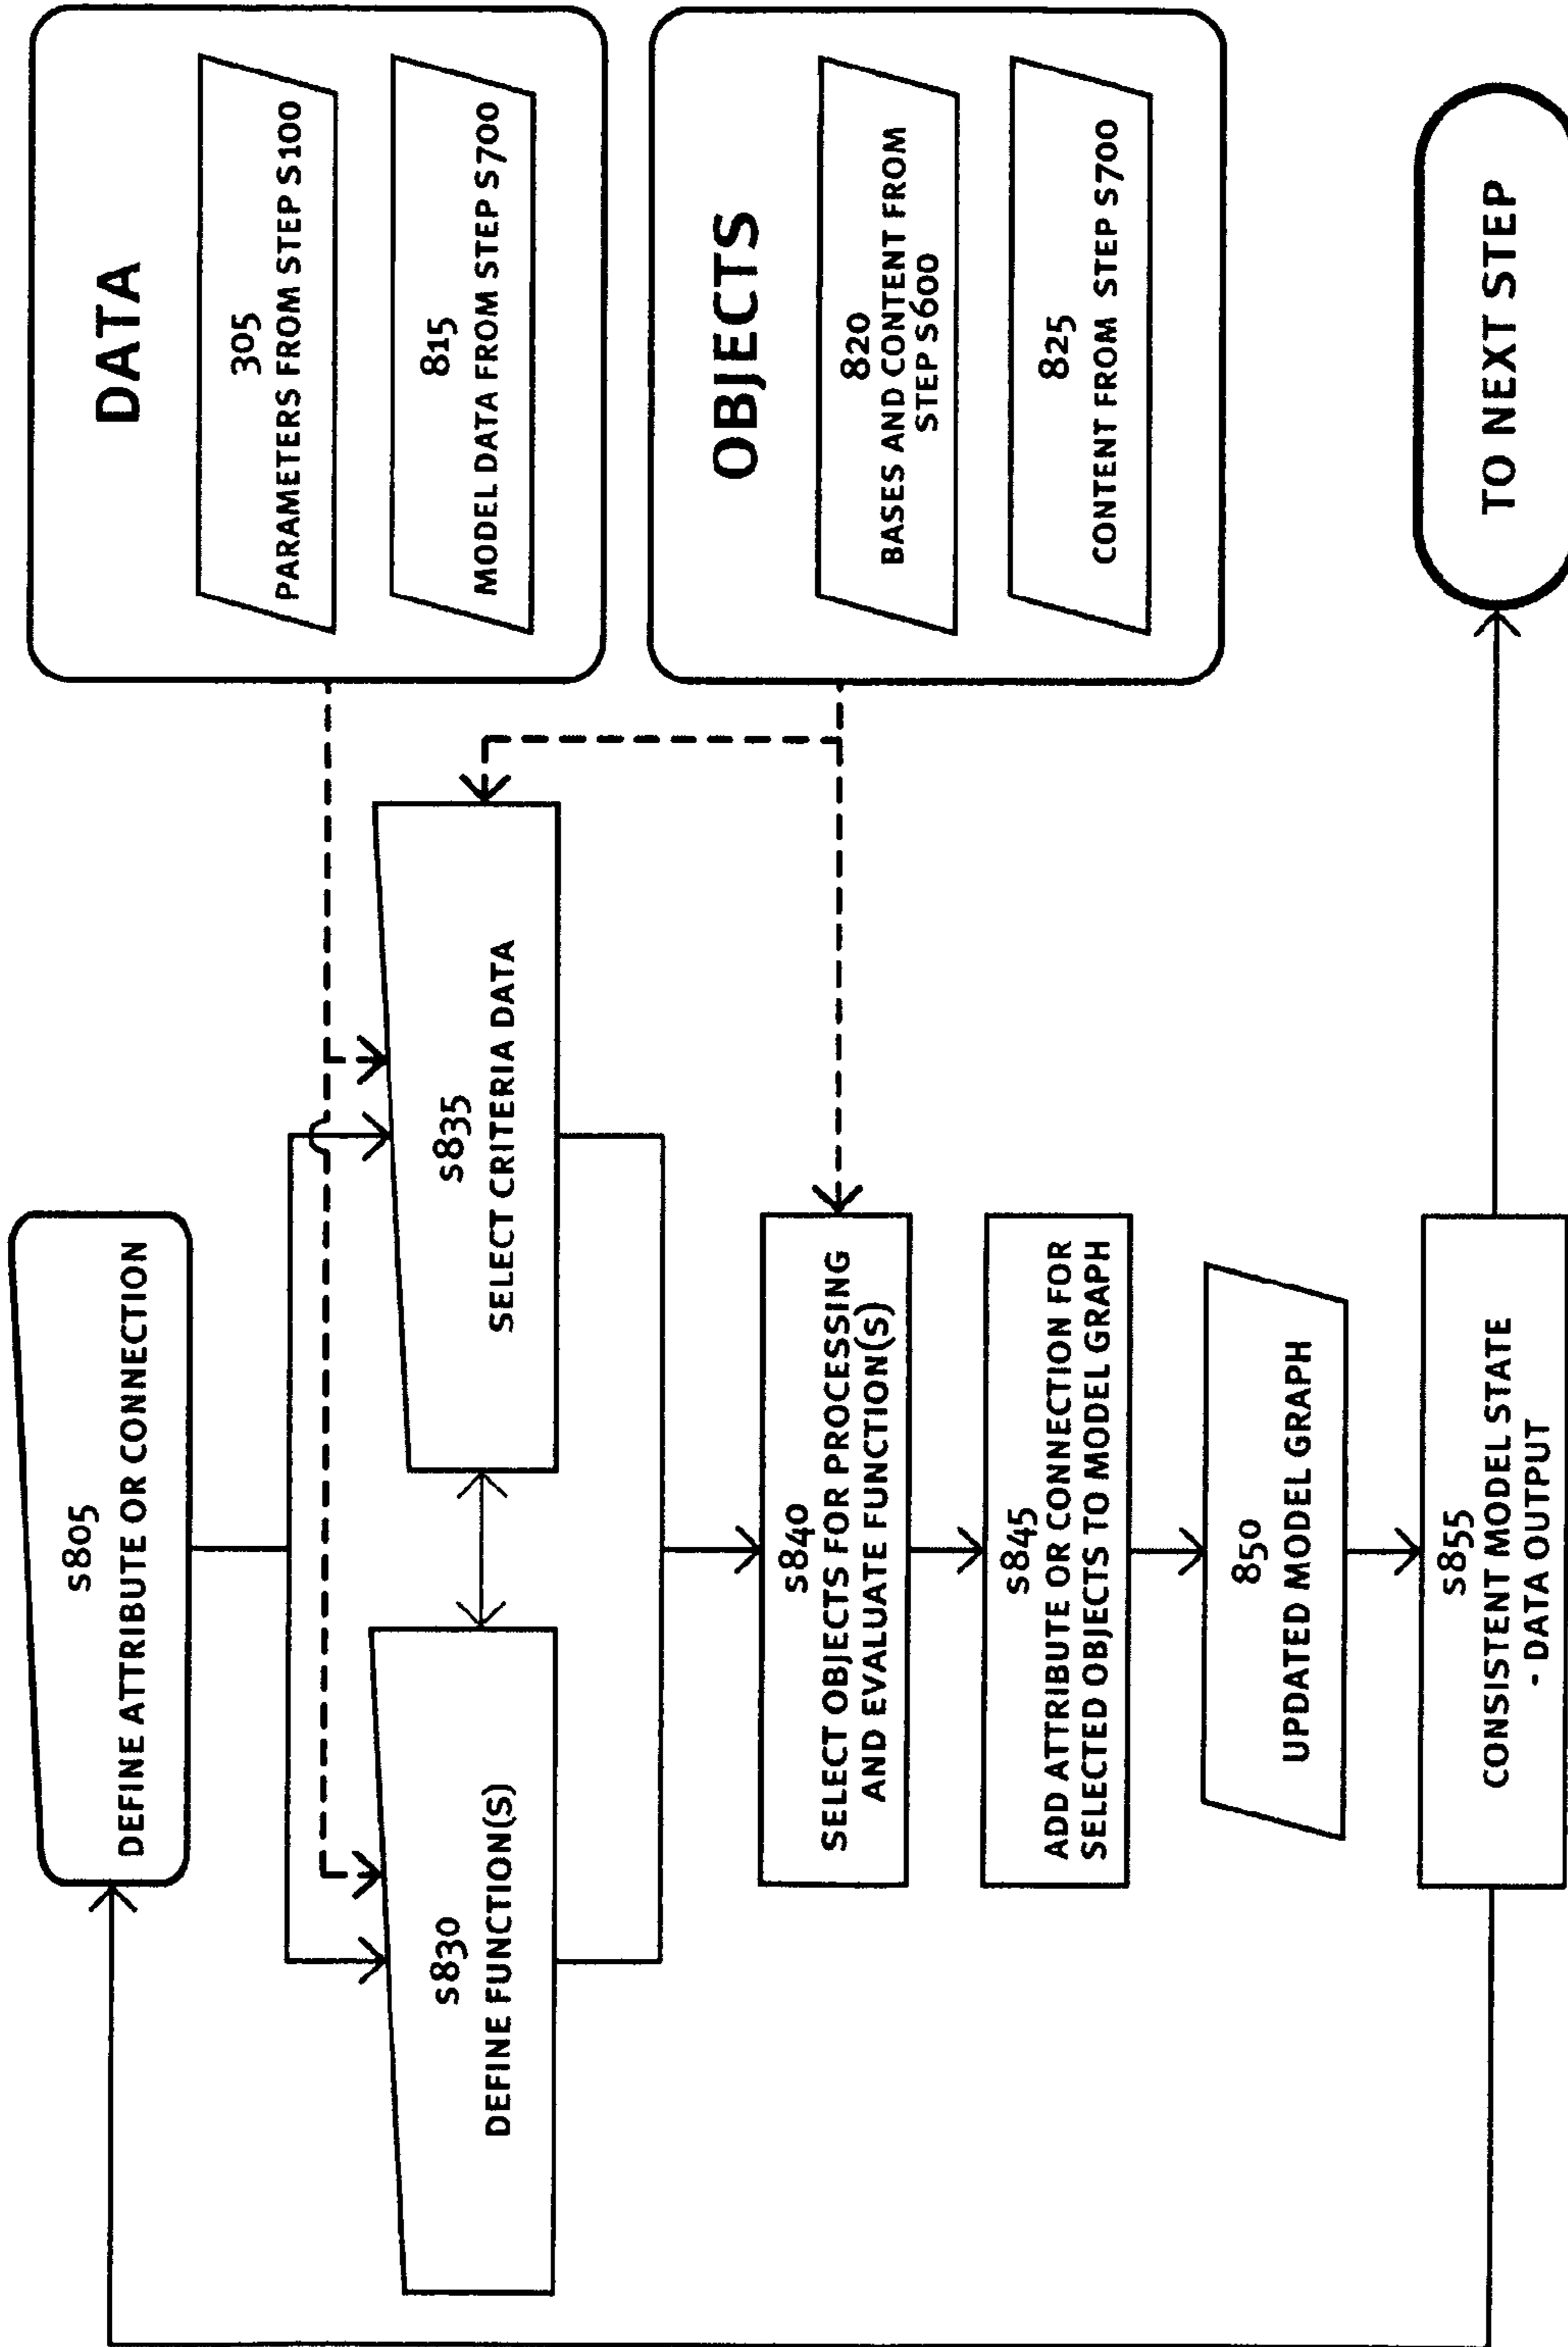 s805
DEFINE ATTRIBUTE OR CONNECTION
s830
DEFINE FUNCTION(S)
s835
SELECT CRITERIA DATA
s840
SELECT OBJECTS FOR PROCESSING
AND EVALUATE FUNCTION(S)
s845
ADD ATTRIBUTE OR CONNECTION FOR
SELECTED OBJECTS TO MODEL GRAPH
850
UPDATED MODEL GRAPH
s855
CONSISTENT MODEL STATE
- DATA OUTPUT
DATA
305
PARAMETERS FROM STEP S100
815
MODEL DATA FROM STEP S700
OBJECTS
820
BASES AND CONTENT FROM
STEP S600
825
CONTENT FROM STEP S700
TO NEXT STEP